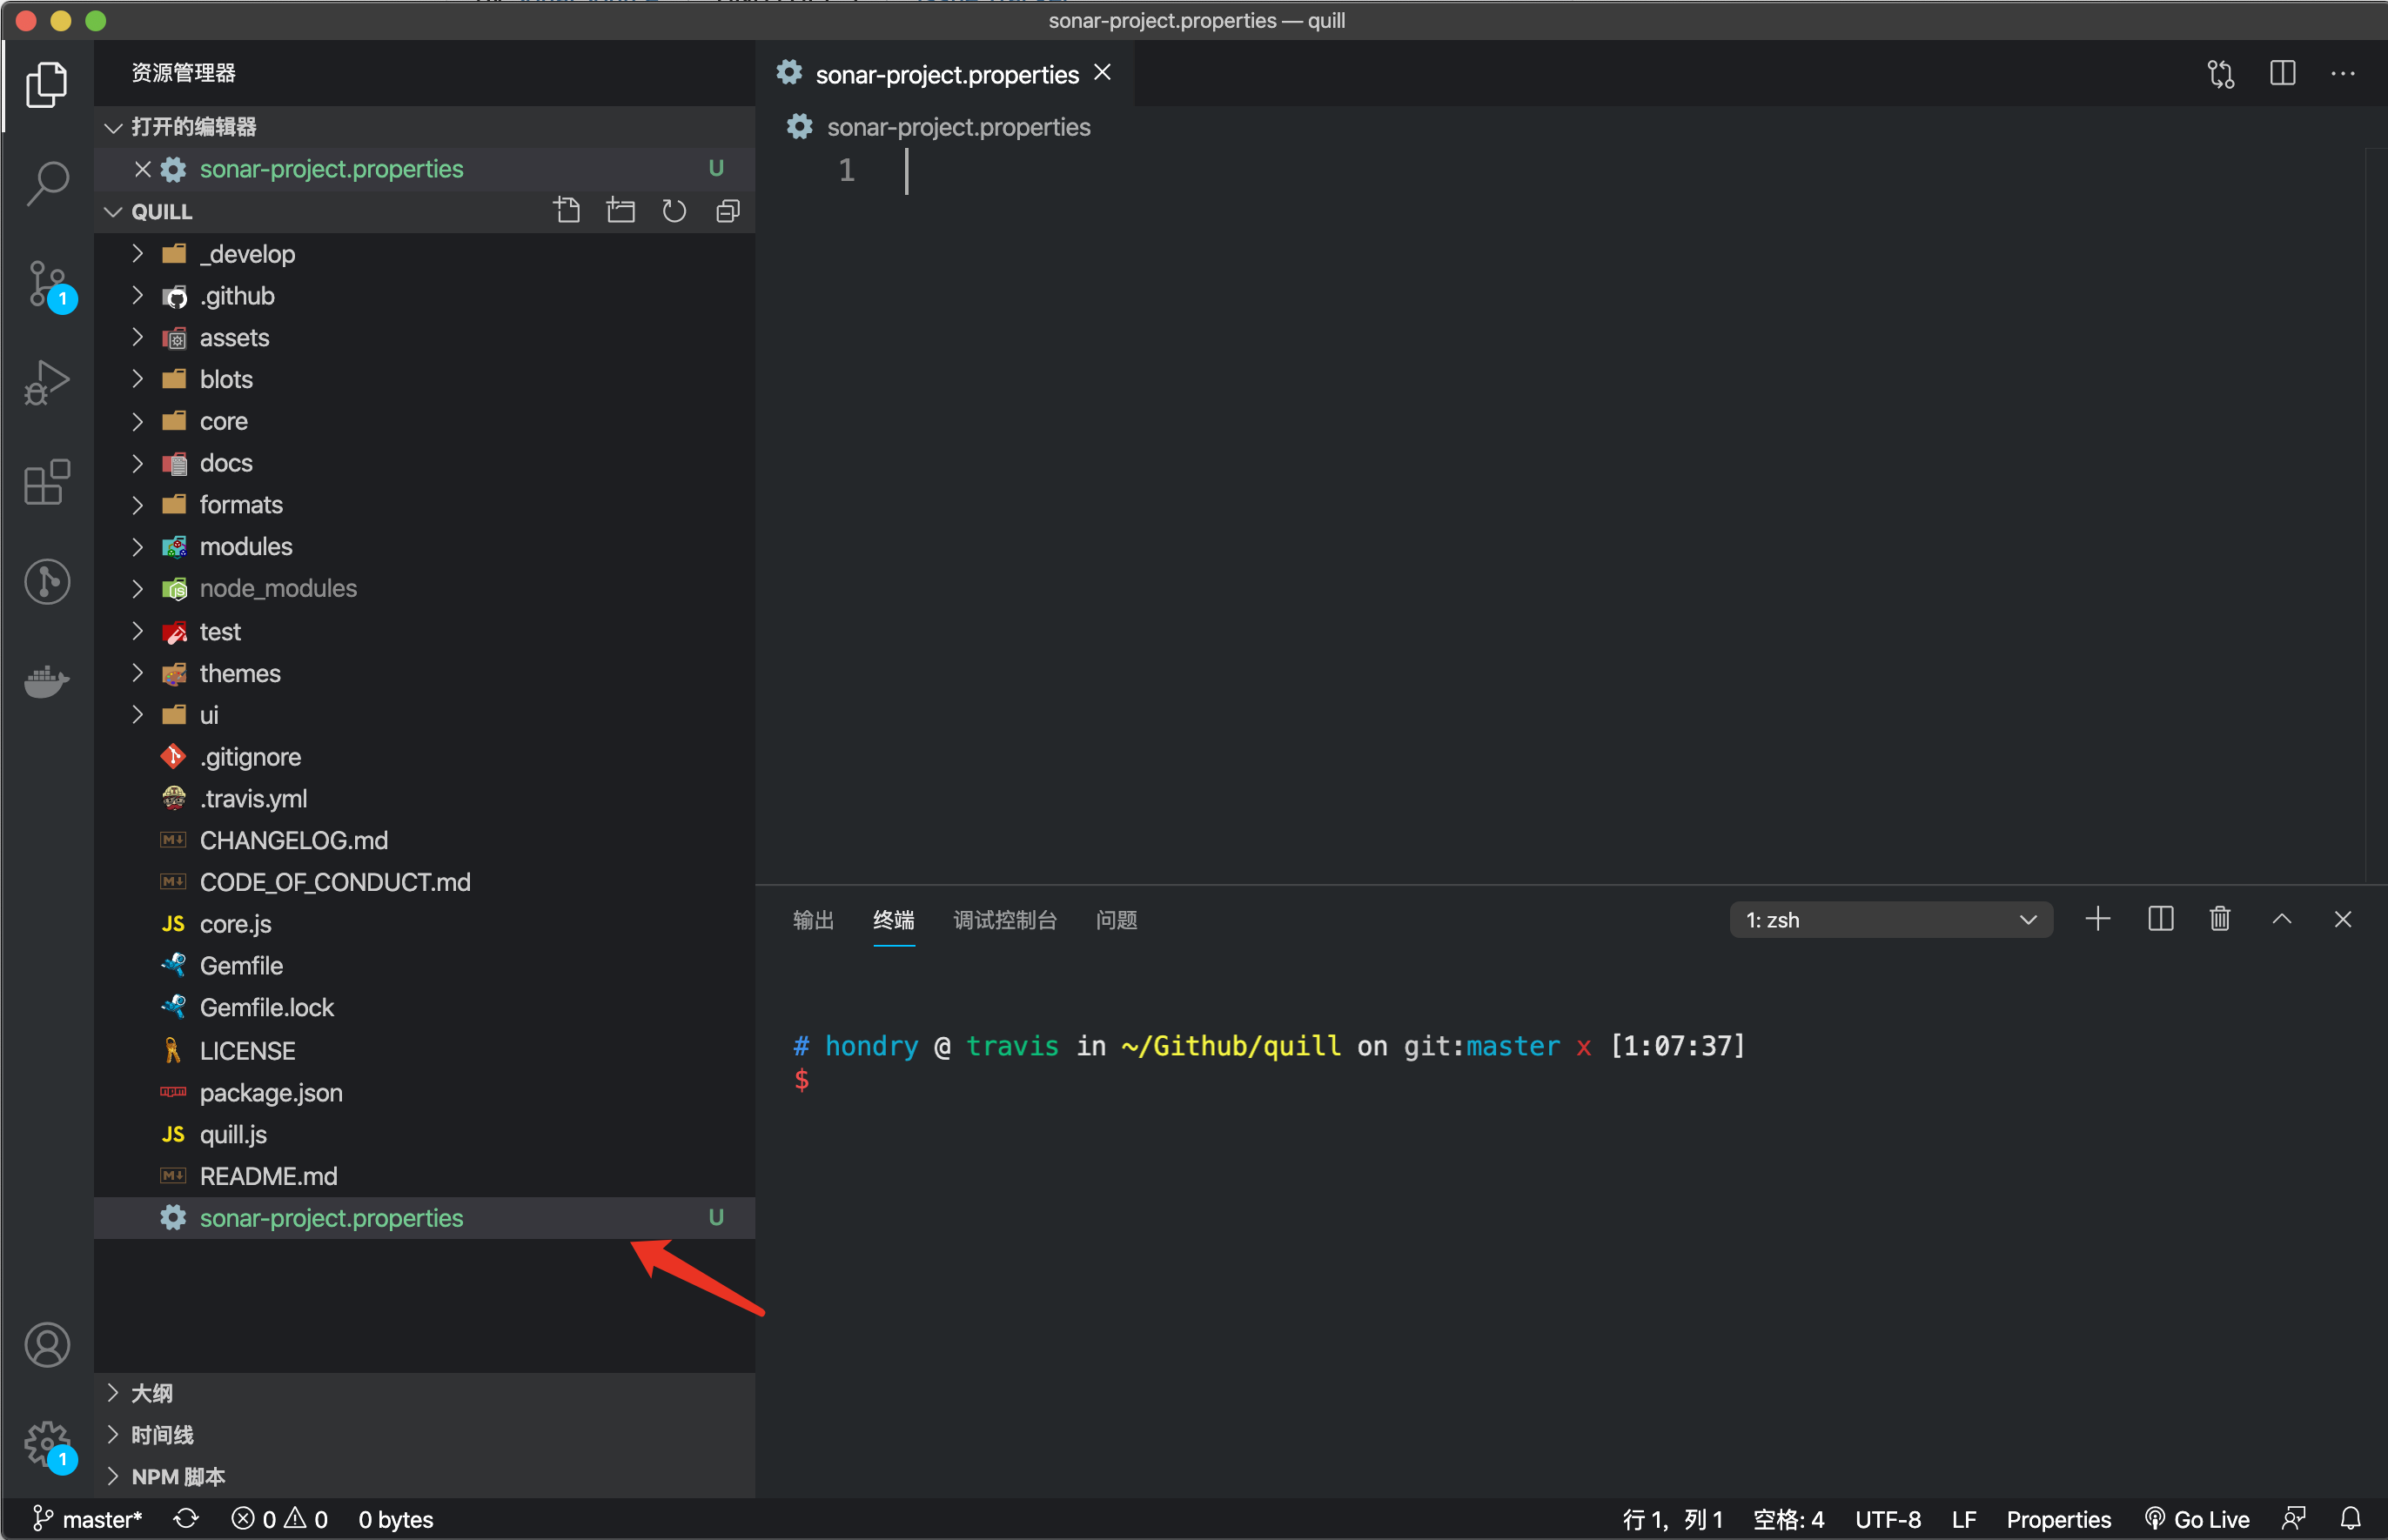 sonar-project.properties — quill
资源管理器
打开的编辑器
sonar-project.properties U
QUILL
_develop
.github
assets
blots
core
docs
formats
modules
node_modules
test
themes
ui
.gitignore
.travis.yml
CHANGELOG.md
CODE_OF_CONDUCT.md
JS core.js
Gemfile
Gemfile.lock
LICENSE
package.json
JS quill.js
README.md
sonar-project.properties U
大纲
时间线
NPM 脚本
sonar-project.properties
sonar-project.properties
1
输出 终端 调试控制台 问题 1: zsh
# hondry @ travis in ~/Github/quill on git:master x [1:07:37]
$
1
1
master* 0 0 0 bytes 行 1，列 1 空格: 4 UTF-8 LF Properties Go Live